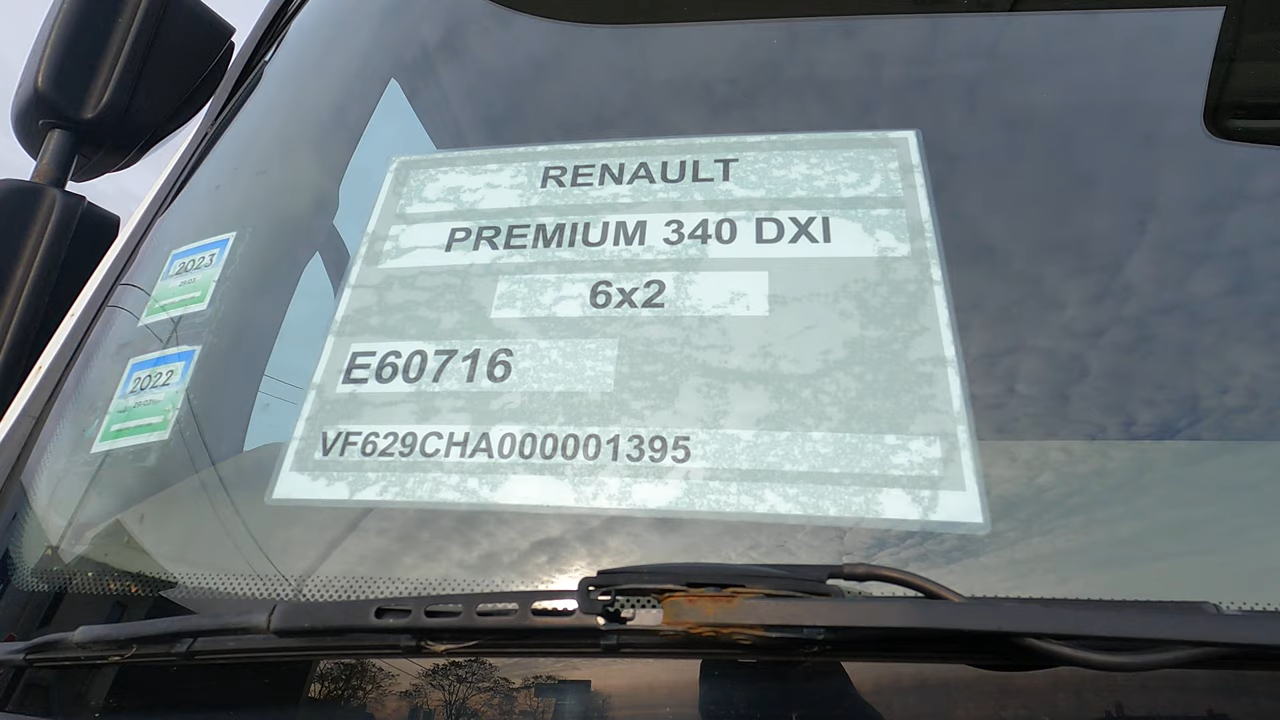 RENAULT
PREMIUM 340 DXI
6x2
E60716
VF629CHA000001395
2023
2022